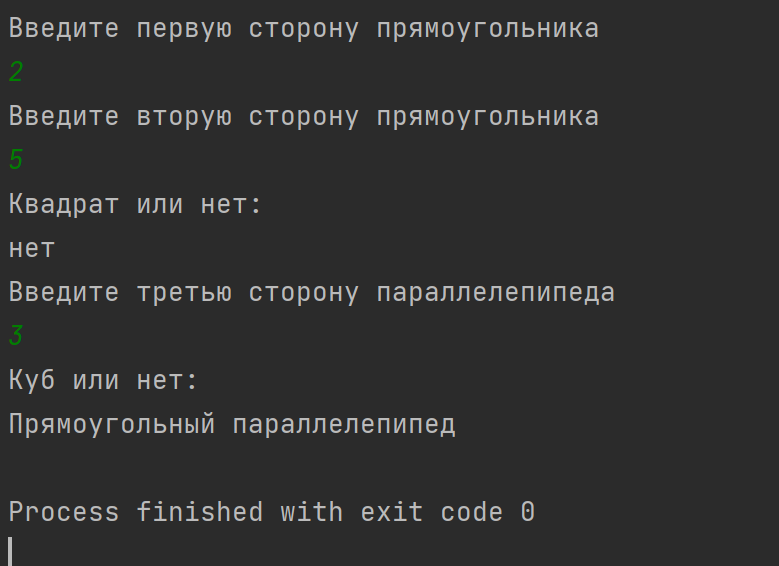 Введите первую сторону прямоугольника
2
Введите вторую сторону прямоугольника
5
Квадрат или нет:
нет
Введите третью сторону параллелепипеда
3
Куб или нет:
Прямоугольный параллелепипед
Process finished with exit code 0